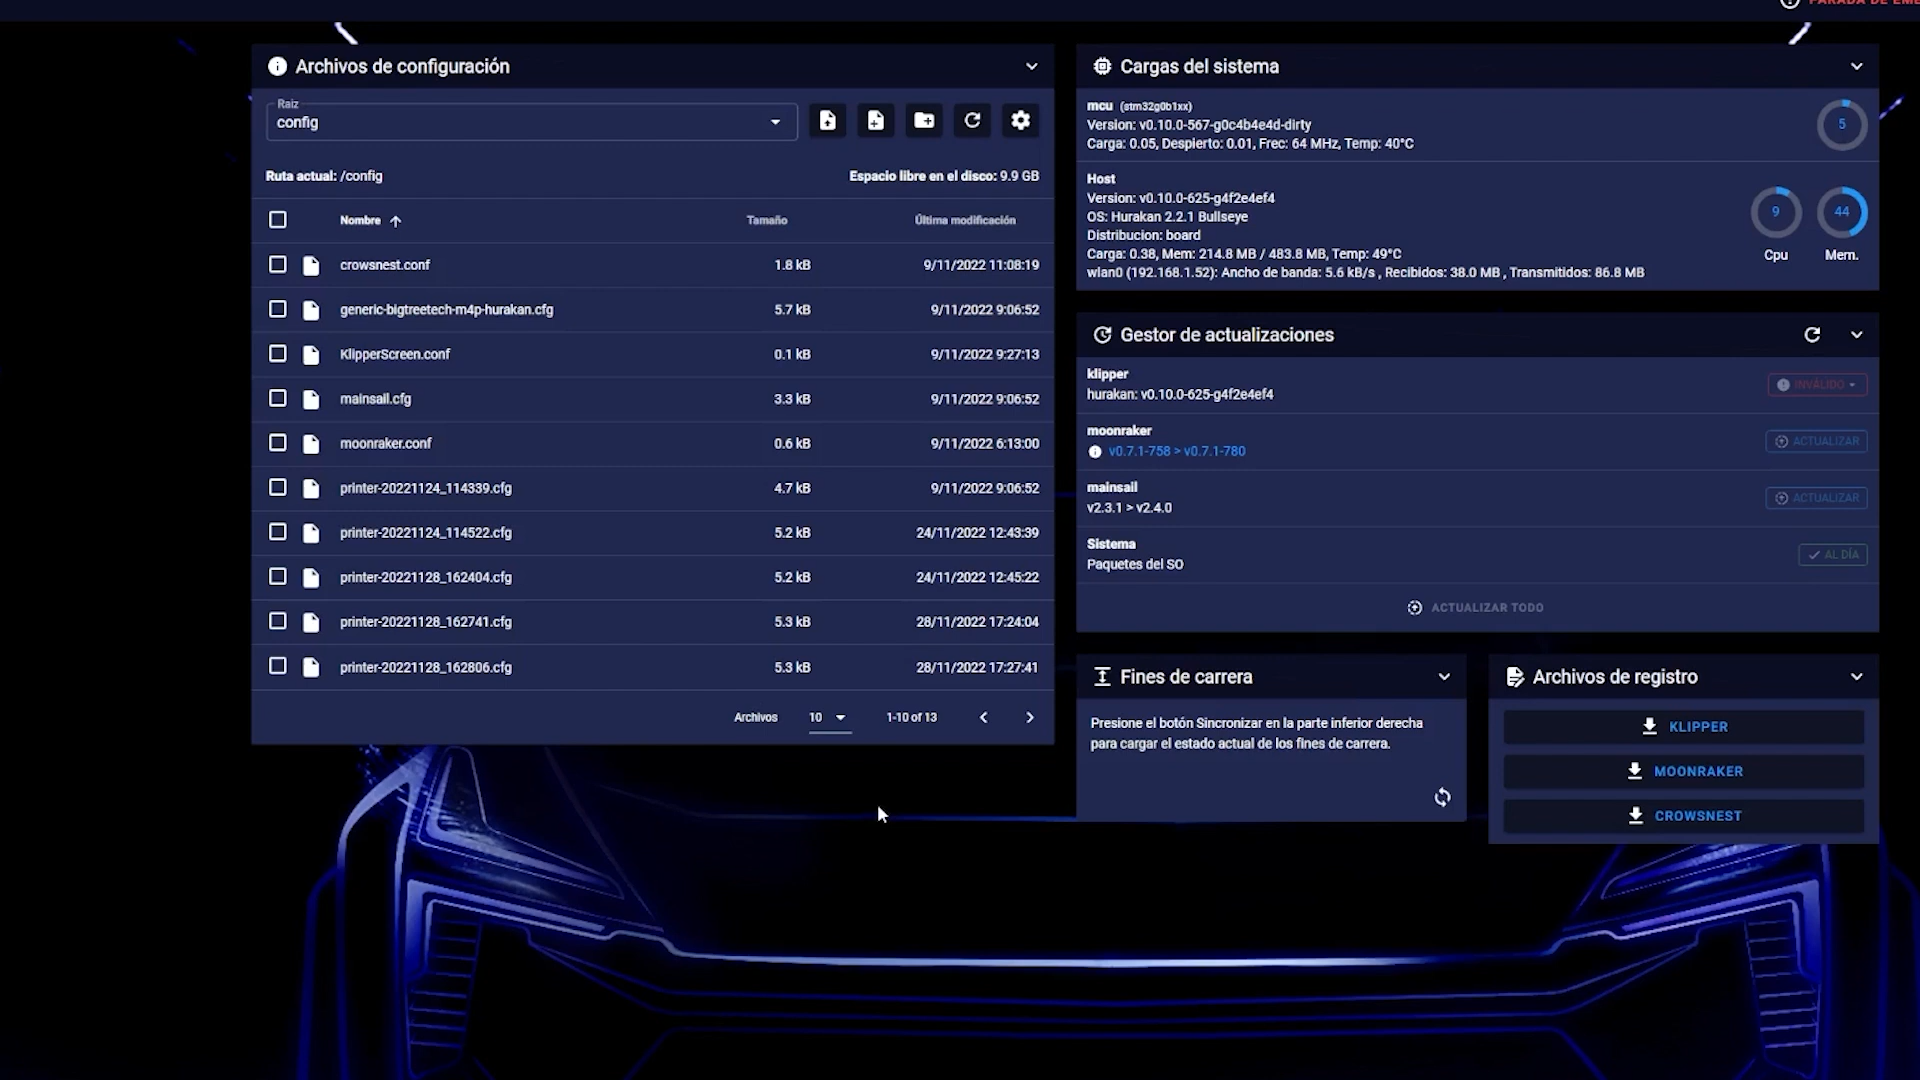 Archivos de configuración
Raiz
config
Ruta actual: /config
Espacio libre en el disco: 9.9 GB
Nombre
Tamaño
Última modificación
crowsnest.conf
1.8 kB
9/11/2022 11:08:19
generic-bigtreetech-m4p-hurakan.cfg
5.7 kB
9/11/2022 9:06:52
KlipperScreen.conf
0.1 kB
9/11/2022 9:27:13
mainsail.cfg
3.3 kB
9/11/2022 9:06:52
moonraker.conf
0.6 kB
9/11/2022 6:13:00
printer-20221124_114339.cfg
4.7 kB
9/11/2022 9:06:52
printer-20221124_114522.cfg
5.2 kB
24/11/2022 12:43:39
printer-20221128_162404.cfg
5.2 kB
24/11/2022 12:45:22
printer-20221128_162741.cfg
5.3 kB
28/11/2022 17:24:04
printer-20221128_162806.cfg
5.3 kB
28/11/2022 17:27:41
Archivos
10
1-10 of 13
Cargas del sistema
mcu (stm32g0b1xx)
Version: v0.10.0-567-g0c4b4e4d-dirty
Carga: 0.05, Despierto: 0.01, Frec: 64 MHz, Temp: 40°C
5
Host
Version: v0.10.0-625-g4f2e4ef4
OS: Hurakan 2.2.1 Bullseye
Distribucion: board
Carga: 0.38, Mem: 214.8 MB / 483.8 MB, Temp: 49°C
wlan0 (192.168.1.52): Ancho de banda: 5.6 kB/s , Recibidos: 38.0 MB , Transmitidos: 86.8 MB
9
Cpu
44
Mem.
Gestor de actualizaciones
klipper
hurakan: v0.10.0-625-g4f2e4ef4
INVÁLIDO
moonraker
v0.7.1-758 > v0.7.1-780
ACTUALIZAR
mainsail
v2.3.1 > v2.4.0
ACTUALIZAR
Sistema
Paquetes del SO
AL DÍA
ACTUALIZAR TODO
Fines de carrera
Presione el botón Sincronizar en la parte inferior derecha
para cargar el estado actual de los fines de carrera.
Archivos de registro
KLIPPER
MOONRAKER
CROWSNEST